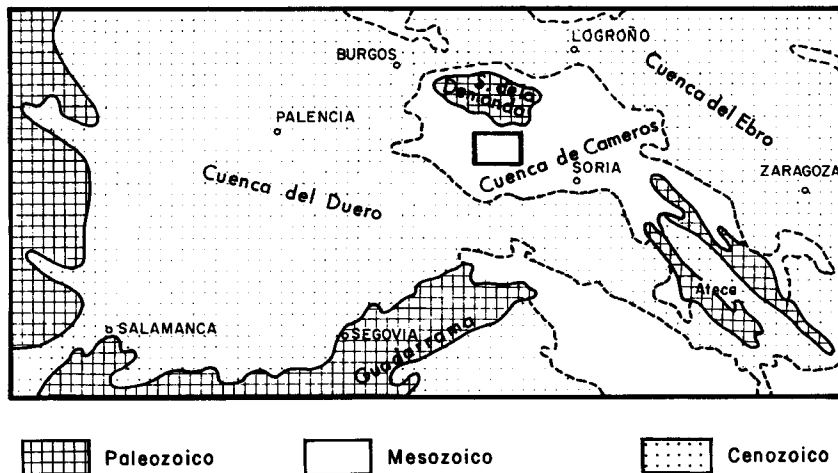 LOGROÑO
BURGOS
S. de la
Demanda
Cuenca del Ebro
PALENCIA
Cuenca de Cameros
ZARAGOZA
SORIA
Cuenca del Duero
Ateca
SALAMANCA
SEGOVIA
Guadarrama
Paleozoico
Mesozoico
Cenozoico